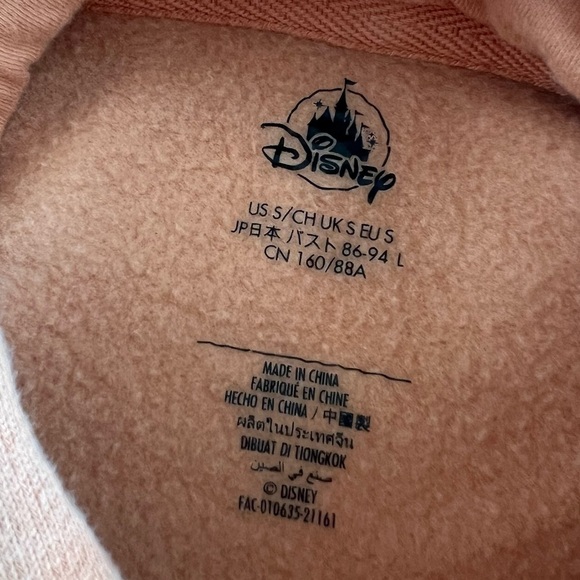 Disney
US S/CH UK S EU S
JP日本 バスト 86-94 L
CN 160/88A
MADE IN CHINA
FABRIQUÉ EN CHINE
HECHO EN CHINA / 中國製
ผลิตในประเทศจีน
DIBUAT DI TIONGKOK
صنع في الصين
© DISNEY
FAC-010635-21161